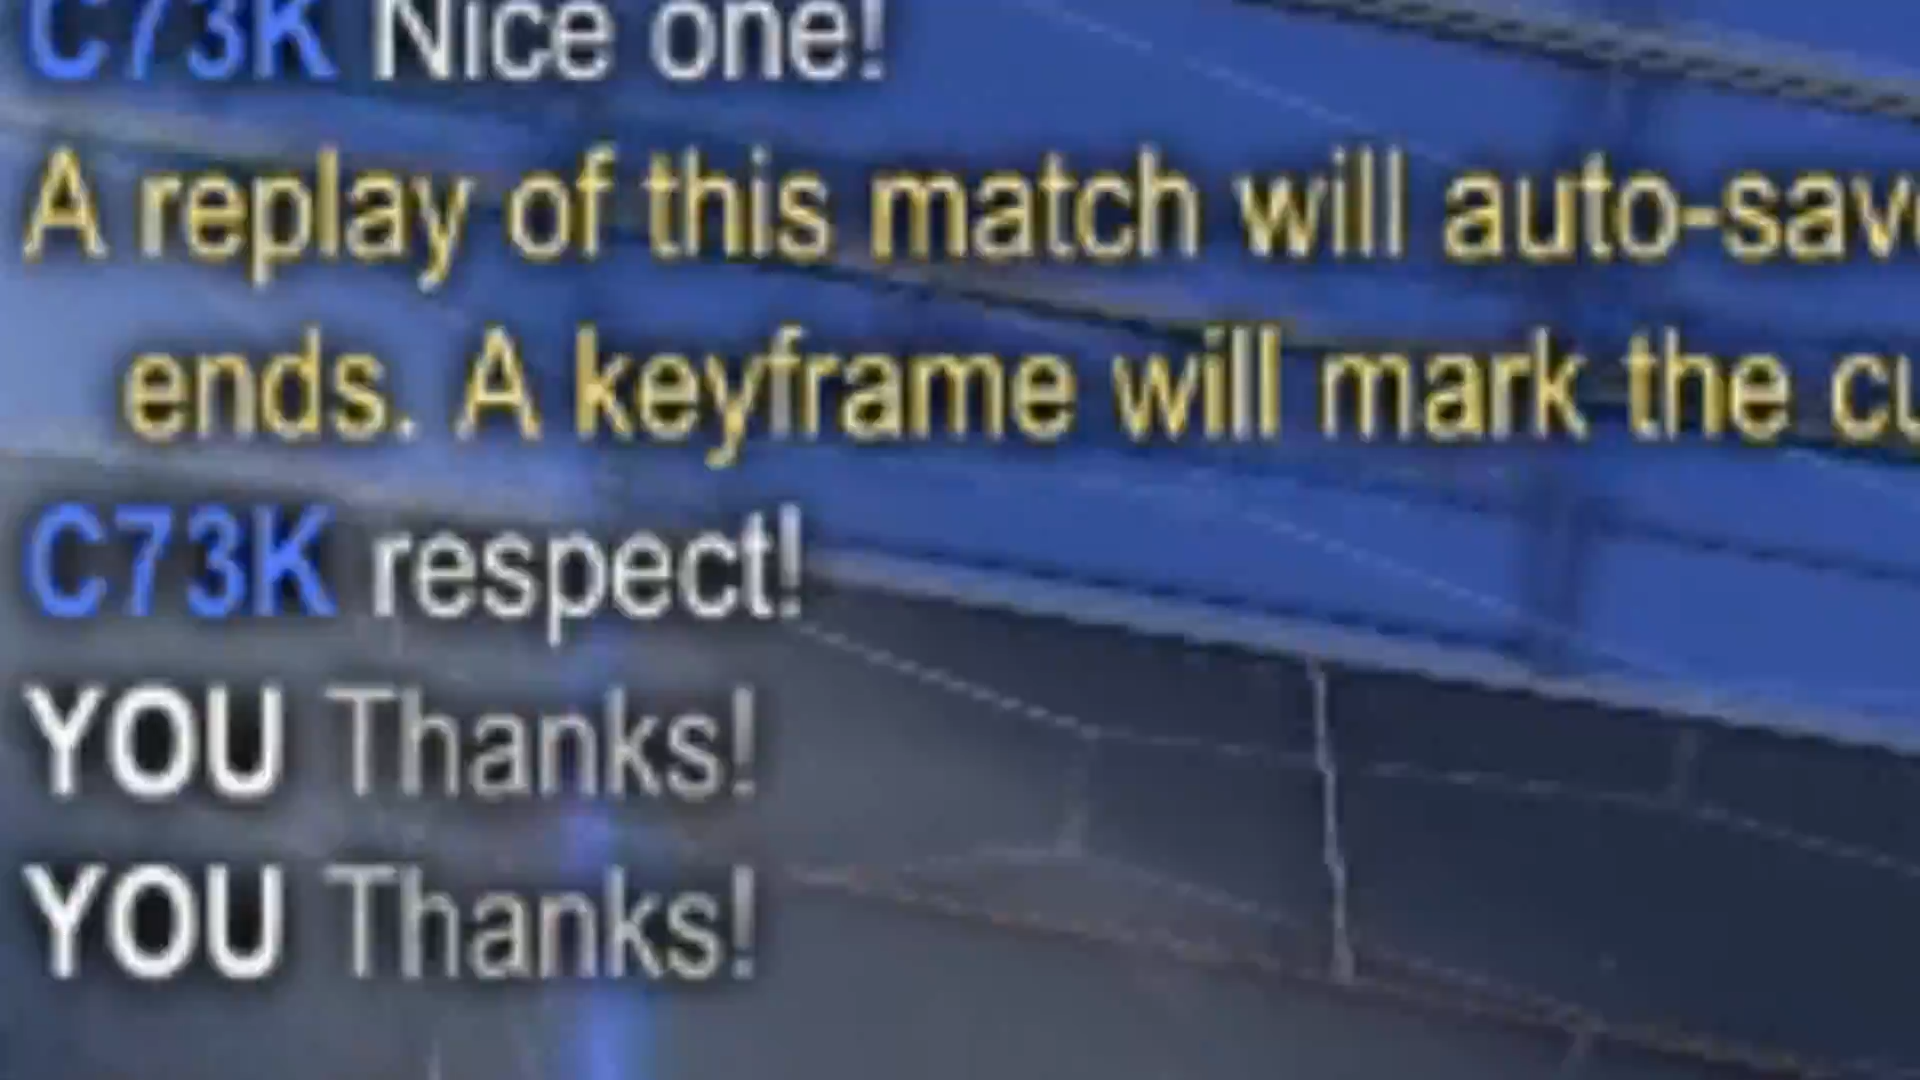 C73K Nice one!
A replay of this match will auto-save
ends. A keyframe will mark the
C73K respect!
YOU Thanks!
YOU Thanks!